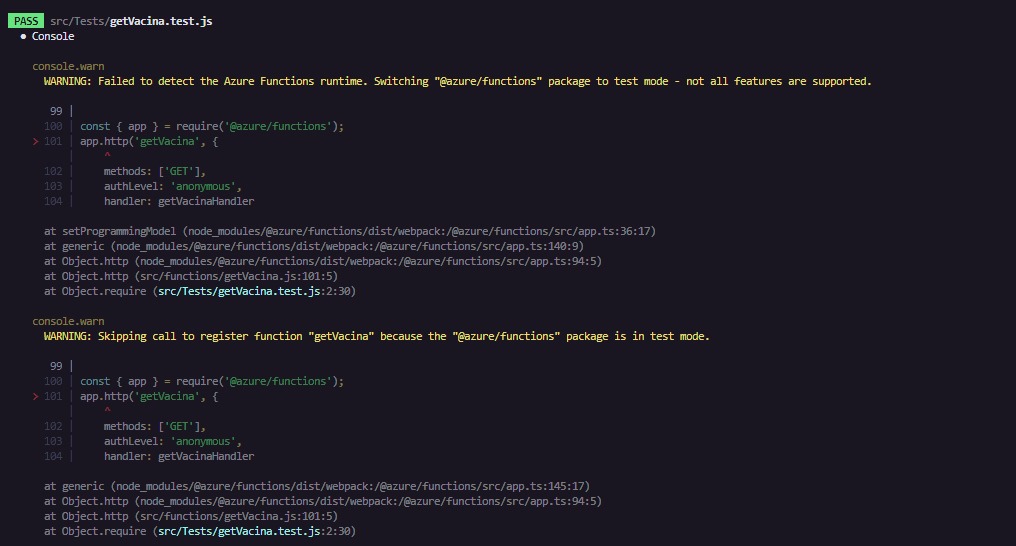 PASS src/Tests/getVacina.test.js
● Console
console.warn
WARNING: Failed to detect the Azure Functions runtime. Switching "@azure/functions" package to test mode - not all features are supported.
99 |
100 | const { app } = require('@azure/functions');
> 101 | app.http('getVacina', {
| ^
102 | methods: ['GET'],
103 | authLevel: 'anonymous',
104 | handler: getVacinaHandler
at setProgrammingModel (node_modules/@azure/functions/dist/webpack:/@azure/functions/src/app.ts:36:17)
at generic (node_modules/@azure/functions/dist/webpack:/@azure/functions/src/app.ts:140:9)
at Object.http (node_modules/@azure/functions/dist/webpack:/@azure/functions/src/app.ts:94:5)
at Object.http (src/functions/getVacina.js:101:5)
at Object.require (src/Tests/getVacina.test.js:2:30)
console.warn
WARNING: Skipping call to register function "getVacina" because the "@azure/functions" package is in test mode.
99 |
100 | const { app } = require('@azure/functions');
> 101 | app.http('getVacina', {
| ^
102 | methods: ['GET'],
103 | authLevel: 'anonymous',
104 | handler: getVacinaHandler
at generic (node_modules/@azure/functions/dist/webpack:/@azure/functions/src/app.ts:145:17)
at Object.http (node_modules/@azure/functions/dist/webpack:/@azure/functions/src/app.ts:94:5)
at Object.http (src/functions/getVacina.js:101:5)
at Object.require (src/Tests/getVacina.test.js:2:30)